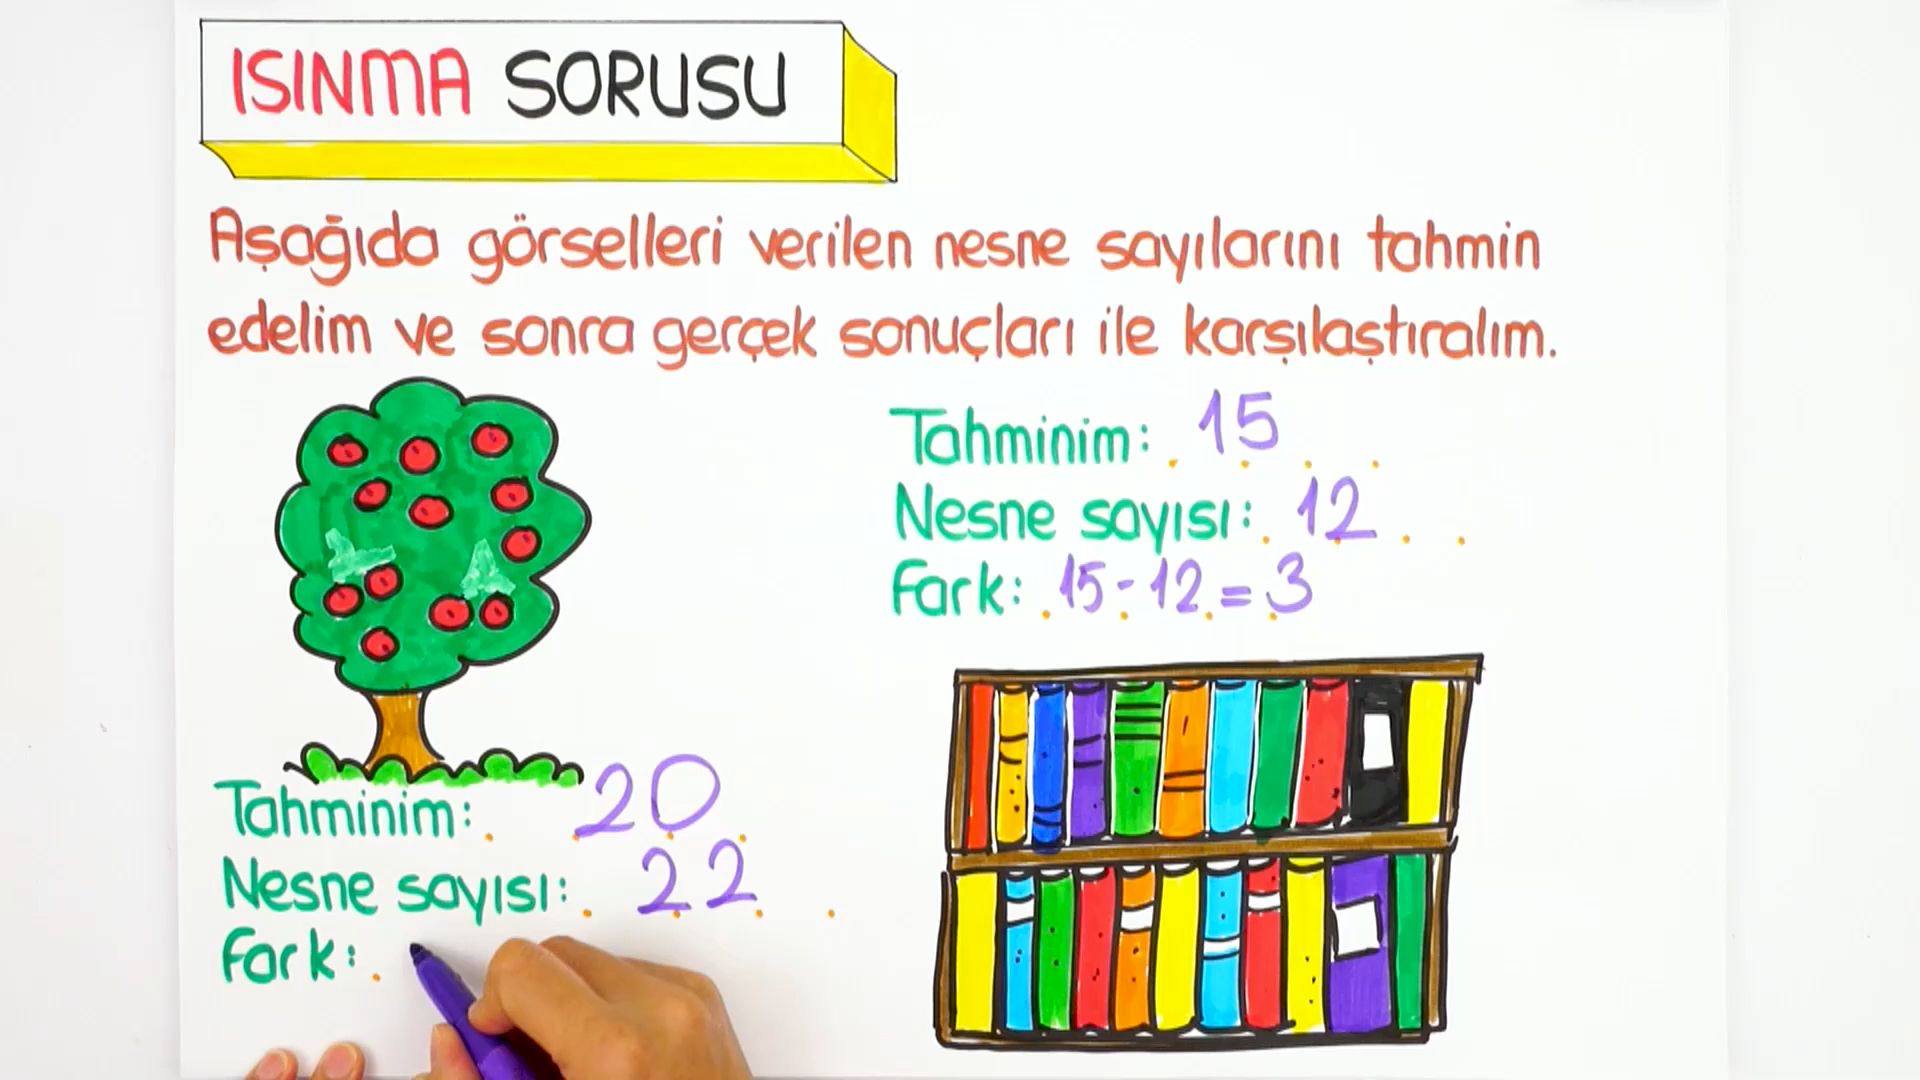 ISINMA SORUSU
Aşağıda görselleri verilen nesne sayılarını tahmin
edelim ve sonra gerçek sonuçları ile karşılaştıralım.
Tahminim: 15
Nesne sayısı: 12
Fark: 15-12=3
Tahminim: 20
Nesne sayısı: 22
Fark: